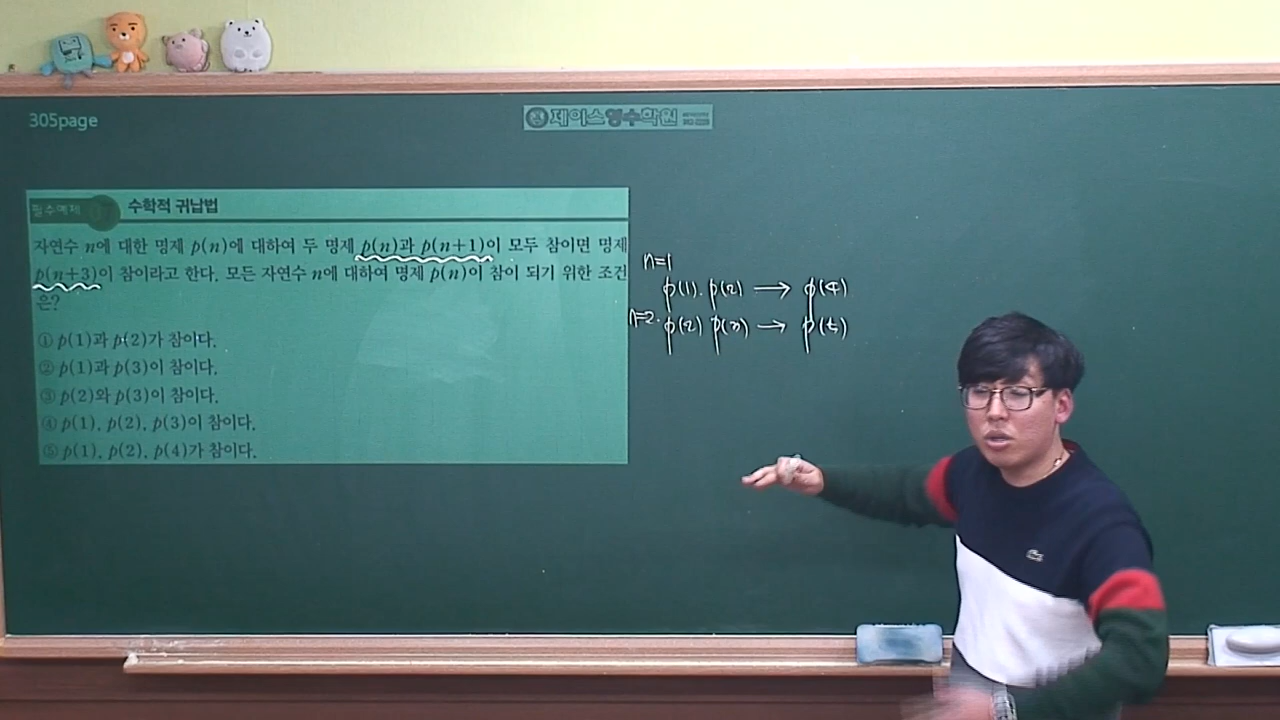 305page
제이스영수학원
필수예제 수학적 귀납법
자연수 n에 대한 명제 p(n)에 대하여 두 명제 p(n)과 p(n+1)이 모두 참이면 명제
p(n+3)이 참이라고 한다. 모든 자연수 n에 대하여 명제 p(n)이 참이 되기 위한 조건
은?
① p(1)과 p(2)가 참이다.
② p(1)과 p(3)이 참이다.
③ p(2)와 p(3)이 참이다.
④ p(1), p(2), p(3)이 참이다.
⑤ p(1), p(2), p(4)가 참이다.
n=1
p(1). p(2) → p(4)
n=2. p(2) p(3) → p(5)